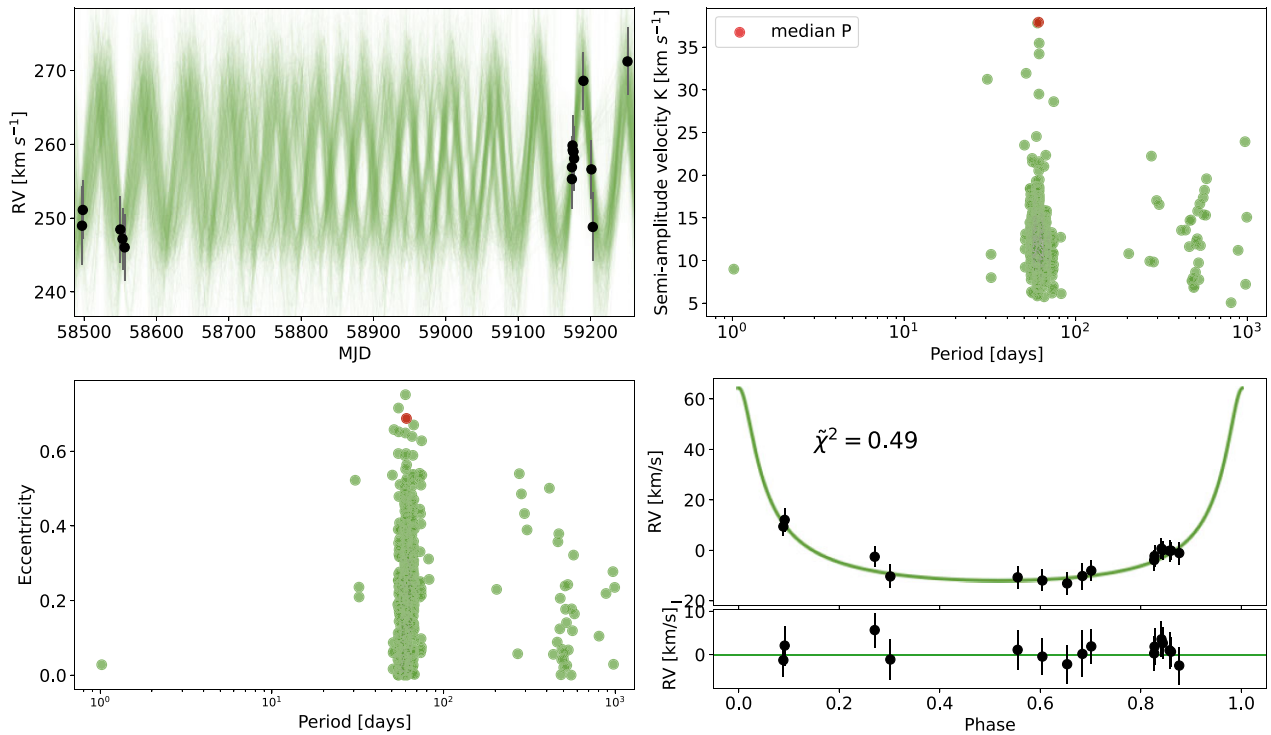 270
260
250
240
RV [km s⁻¹]
58500 58600 58700 58800 58900 59000 59100 59200
MJD
median P
35
30
25
20
15
10
5
Semi-amplitude velocity K [km s⁻¹]
10⁰ 10¹ 10² 10³
Period [days]
0.6
0.4
0.2
0.0
Eccentricity
10⁰ 10¹ 10² 10³
Period [days]
60
40
20
0
−20
RV [km/s]
χ̃² = 0.49
10
0
RV [km/s]
0.0 0.2 0.4 0.6 0.8 1.0
Phase